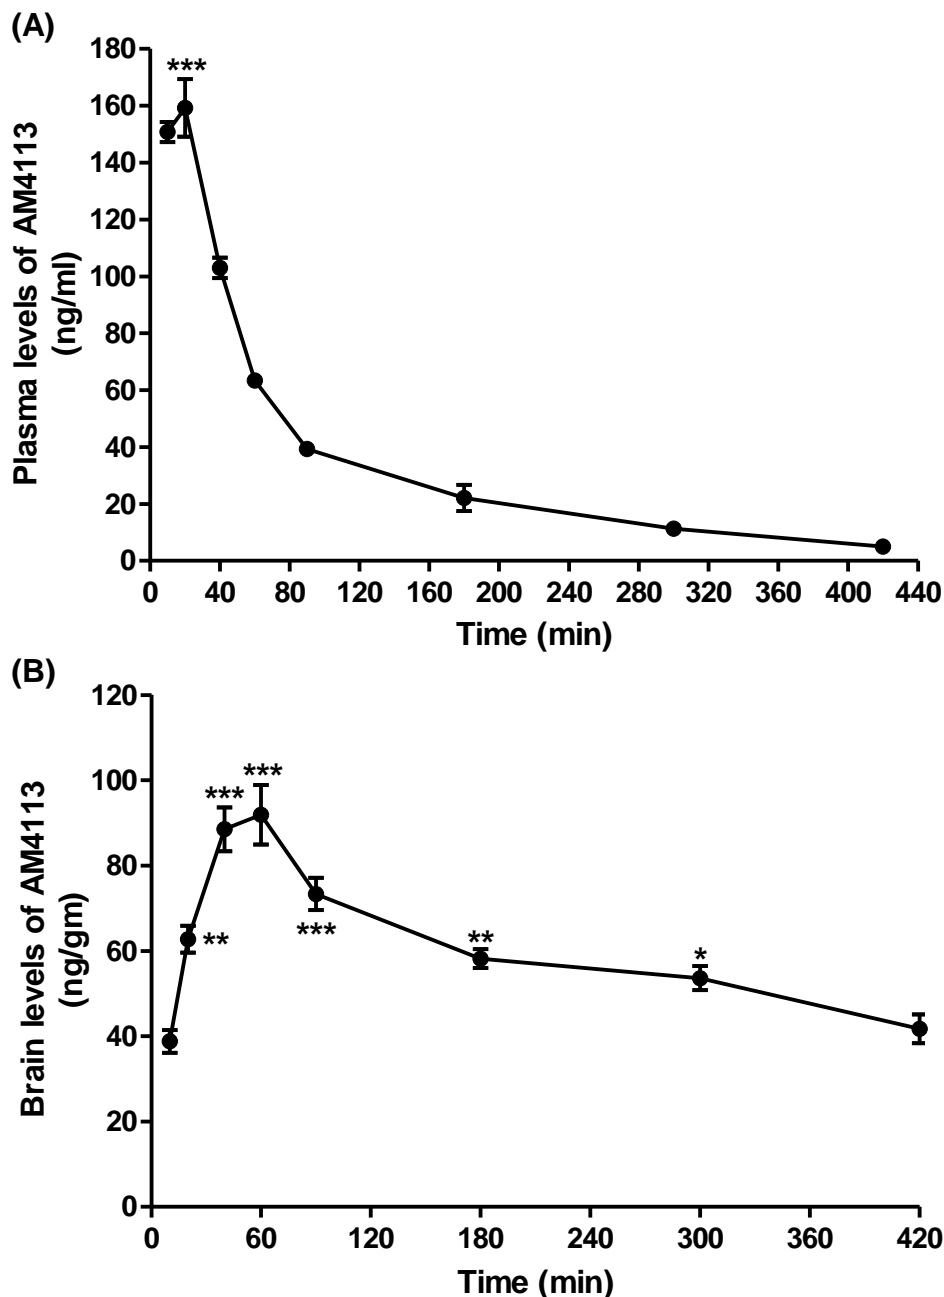 (A)
Plasma levels of AM4113
(ng/ml)
180
160
140
120
100
80
60
40
20
0
***
0 40 80 120 160 200 240 280 320 360 400 440
Time (min)
(B)
Brain levels of AM4113
(ng/gm)
120
100
80
60
40
20
0
***
***
**
***
**
*
0 60 120 180 240 300 360 420
Time (min)